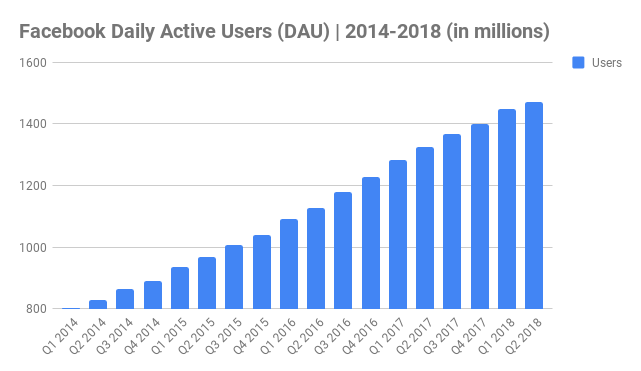 Facebook Daily Active Users (DAU) | 2014-2018 (in millions)
Users
1600
1400
1200
1000
800
Q1 2014
Q2 2014
Q3 2014
Q4 2014
Q1 2015
Q2 2015
Q3 2015
Q4 2015
Q1 2016
Q2 2016
Q3 2016
Q4 2016
Q1 2017
Q2 2017
Q3 2017
Q4 2017
Q1 2018
Q2 2018